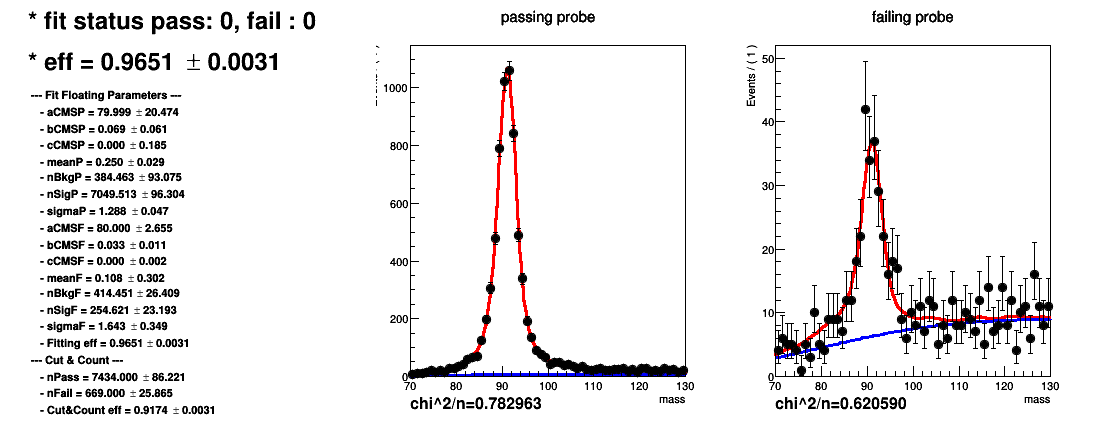 * fit status pass: 0, fail : 0
* eff = 0.9651 ± 0.0031
--- Fit Floating Parameters ---
- aCMSP = 79.999 ± 20.474
- bCMSP = 0.069 ± 0.061
- cCMSP = 0.000 ± 0.185
- meanP = 0.250 ± 0.029
- nBkgP = 384.463 ± 93.075
- nSigP = 7049.513 ± 96.304
- sigmaP = 1.288 ± 0.047
- aCMSF = 80.000 ± 2.655
- bCMSF = 0.033 ± 0.011
- cCMSF = 0.000 ± 0.002
- meanF = 0.108 ± 0.302
- nBkgF = 414.451 ± 26.409
- nSigF = 254.621 ± 23.193
- sigmaF = 1.643 ± 0.349
- Fitting eff = 0.9651 ± 0.0031
--- Cut & Count ---
- nPass = 7434.000 ± 86.221
- nFail = 669.000 ± 25.865
- Cut&Count eff = 0.9174 ± 0.0031
passing probe
1000
800
600
400
200
0
70 80 90 100 110 120 130
mass
chi^2/n=0.782963
failing probe
Events / ( 1 )
50
40
30
20
10
0
70 80 90 100 110 120 130
mass
chi^2/n=0.620590